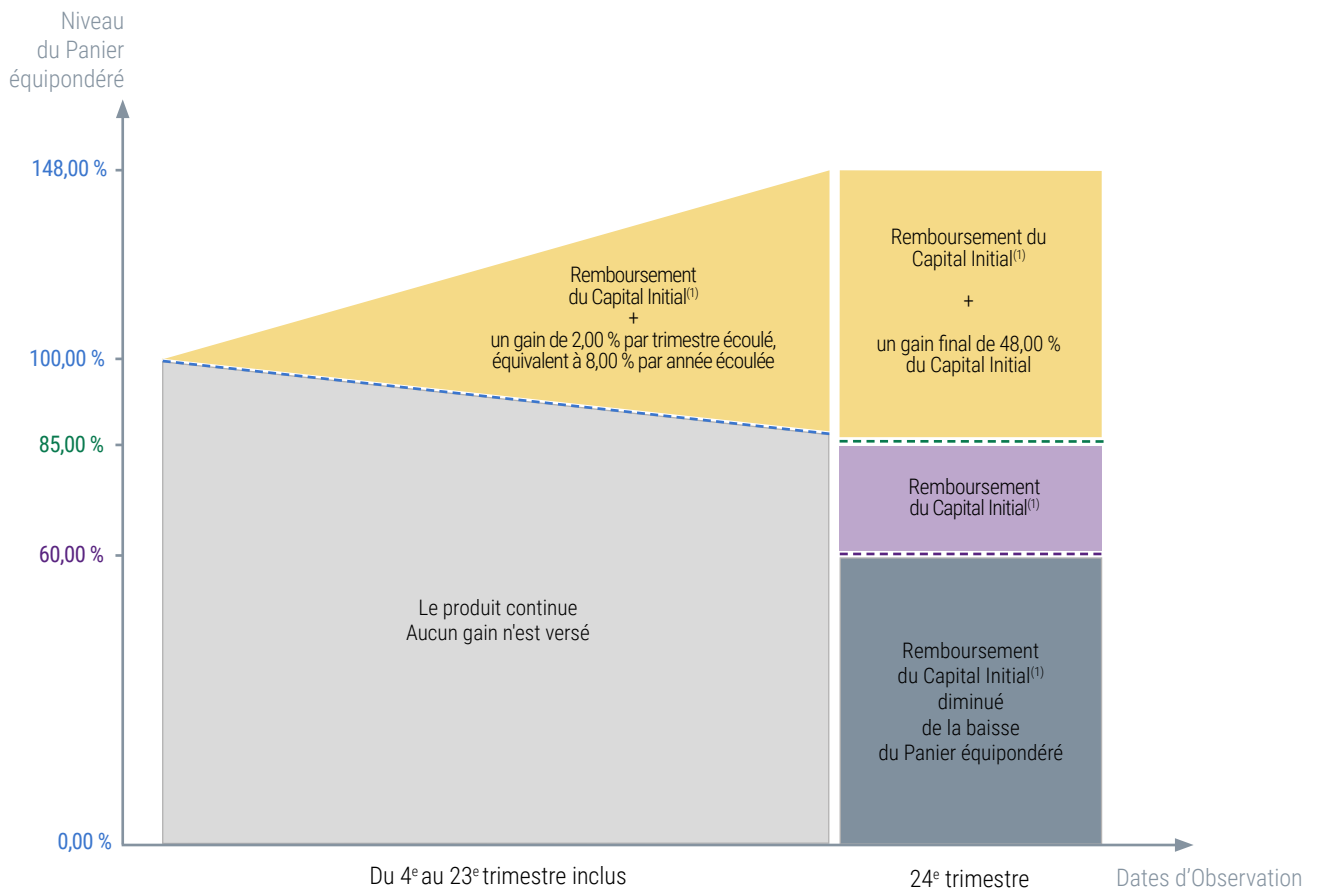 Niveau
du Panier
équipondéré
148,00 %
100,00 %
85,00 %
60,00 %
0,00 %
Remboursement
du Capital Initial(1)
+
un gain de 2,00 % par trimestre écoulé,
équivalent à 8,00 % par année écoulée
Le produit continue
Aucun gain n'est versé
Remboursement du
Capital Initial(1)
+
un gain final de 48,00 %
du Capital Initial
Remboursement
du Capital Initial(1)
Remboursement
du Capital Initial(1)
diminué
de la baisse
du Panier équipondéré
Du 4e au 23e trimestre inclus
24e trimestre
Dates d’Observation